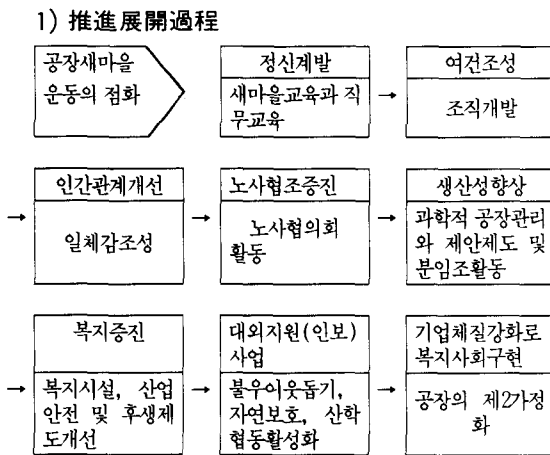 1) 推進展開過程
공장새마을
운동의 점화
정신계발
새마을교육과 직
무교육
→
여건조성
조직개발
→
인간관계개선
일체감조성
→
노사협조증진
노사협의회
활동
→
생산성향상
과학적 공장관리
와 제안제도 및
분임조활동
→
복지증진
복지시설, 산업
안전 및 후생제
도개선
→
대외지원(인보)
사업
불우이웃돕기,
자연보호, 산학
협동활성화
→
기업체질강화로
복지사회구현
공장의 제2가정
화